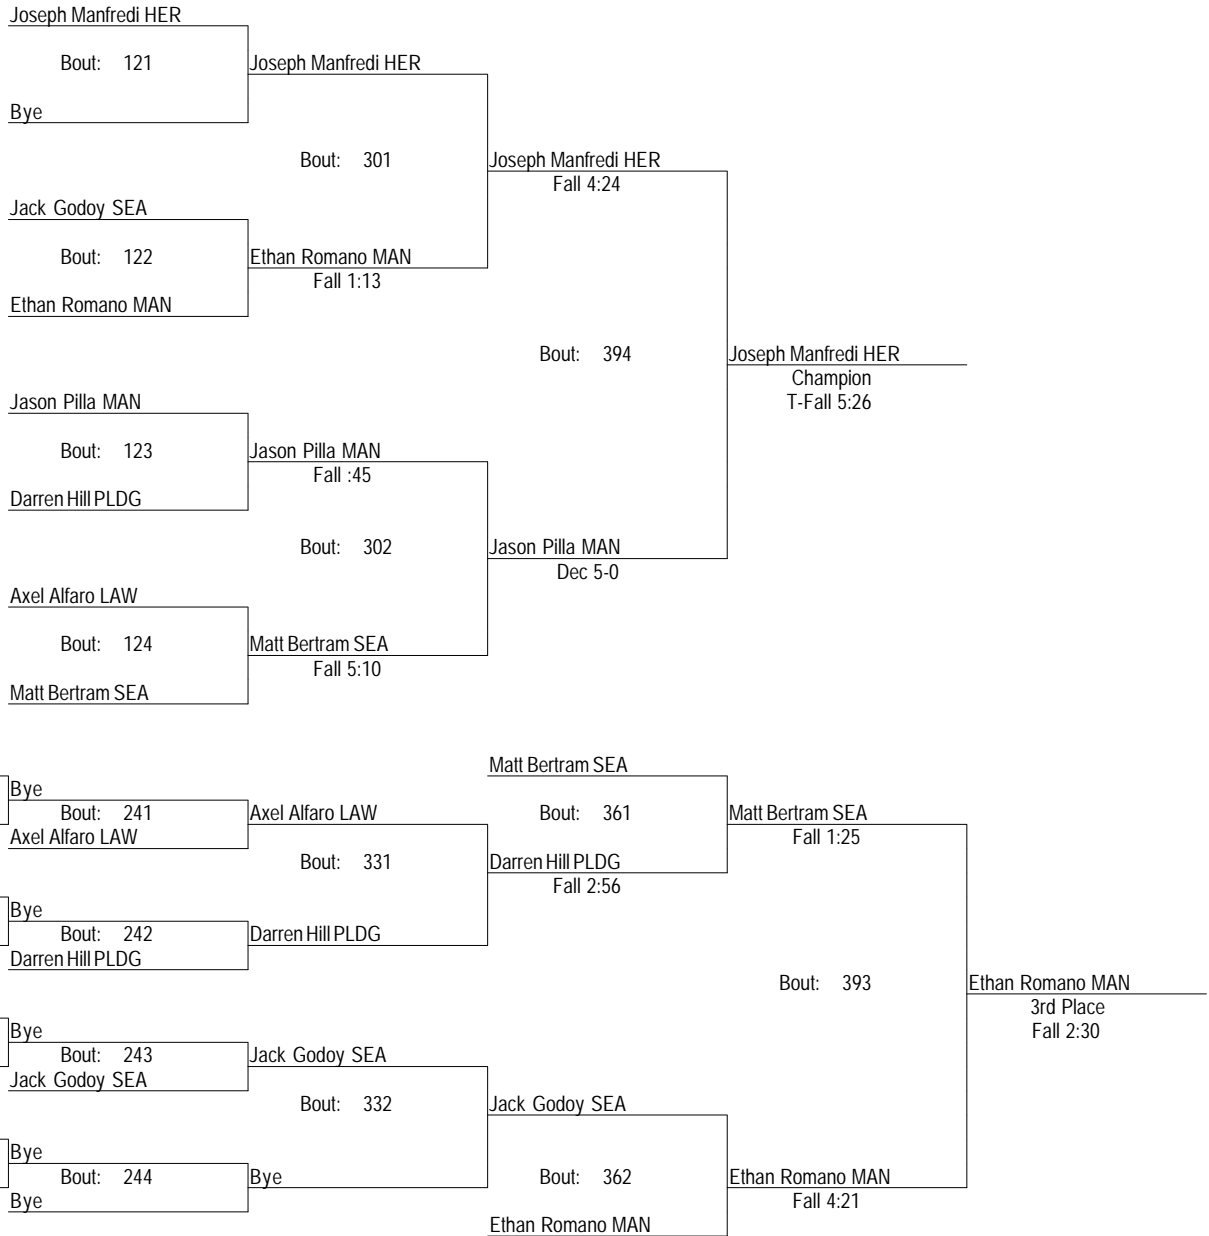 Joseph Manfredi HER
Bout: 121
Joseph Manfredi HER
Bye
Bout: 301
Joseph Manfredi HER
Fall 4:24
Jack Godoy SEA
Bout: 122
Ethan Romano MAN
Fall 1:13
Ethan Romano MAN
Bout: 394
Joseph Manfredi HER
Champion
T-Fall 5:26
Jason Pilla MAN
Bout: 123
Jason Pilla MAN
Fall :45
Darren Hill PLDG
Bout: 302
Jason Pilla MAN
Dec 5-0
Axel Alfaro LAW
Bout: 124
Matt Bertram SEA
Fall 5:10
Matt Bertram SEA
Matt Bertram SEA
Bye
Bout: 241
Axel Alfaro LAW
Bout: 361
Matt Bertram SEA
Fall 1:25
Axel Alfaro LAW
Bout: 331
Darren Hill PLDG
Fall 2:56
Bye
Bout: 242
Darren Hill PLDG
Darren Hill PLDG
Bout: 393
Ethan Romano MAN
3rd Place
Fall 2:30
Bye
Bout: 243
Jack Godoy SEA
Jack Godoy SEA
Bout: 332
Jack Godoy SEA
Bye
Bout: 244
Bye
Bout: 362
Ethan Romano MAN
Fall 4:21
Bye
Ethan Romano MAN